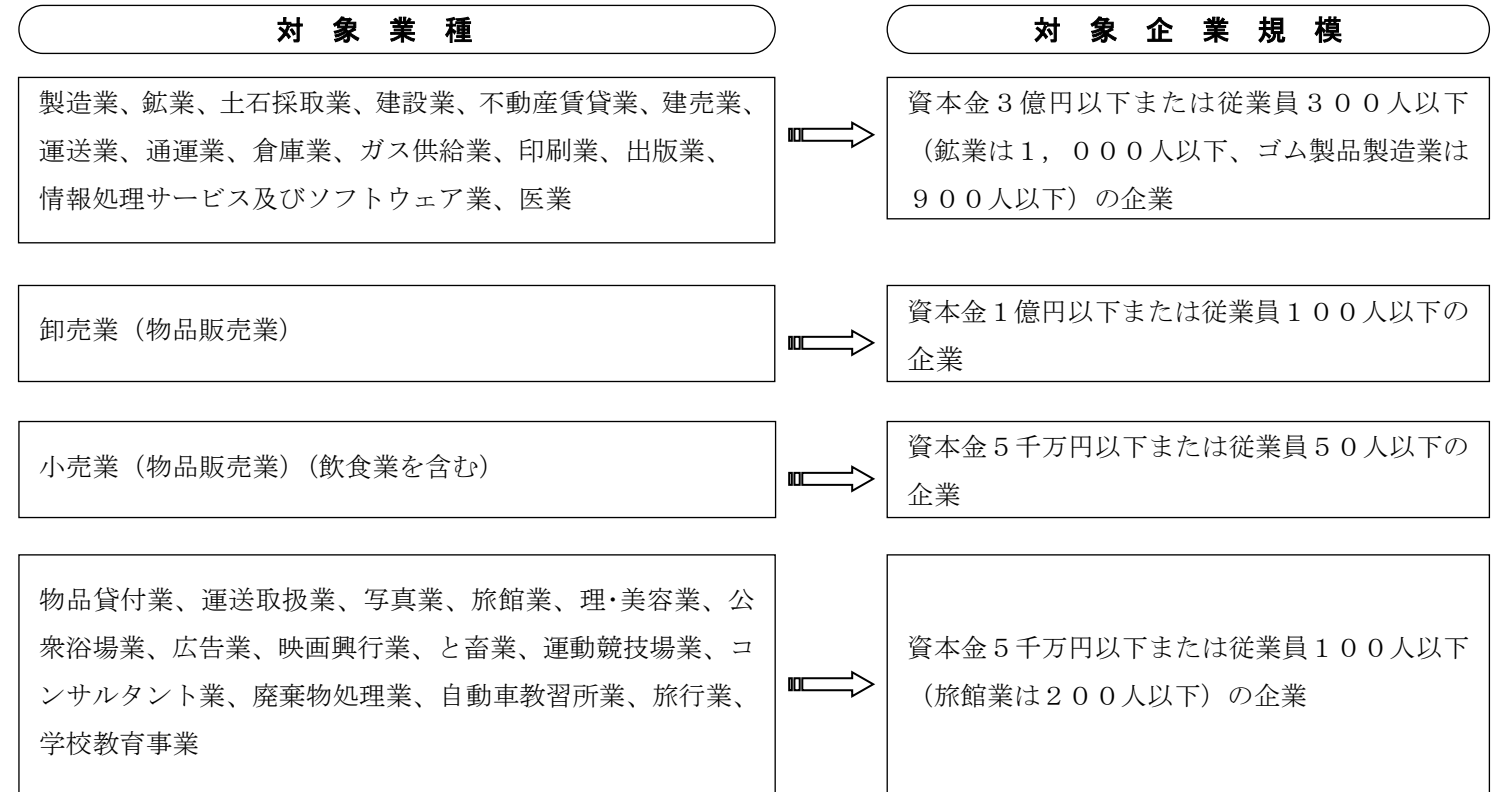 対象業種
対象企業規模
製造業、鉱業、土石採取業、建設業、不動産賃貸業、建売業、
運送業、通運業、倉庫業、ガス供給業、印刷業、出版業、
情報処理サービス及びソフトウェア業、医業
資本金3億円以下または従業員300人以下
（鉱業は1，000人以下、ゴム製品製造業は
900人以下）の企業
卸売業（物品販売業）
資本金1億円以下または従業員100人以下の
企業
小売業（物品販売業）（飲食業を含む）
資本金5千万円以下または従業員50人以下の
企業
物品貸付業、運送取扱業、写真業、旅館業、理・美容業、公
衆浴場業、広告業、映画興行業、と畜業、運動競技場業、コ
ンサルタント業、廃棄物処理業、自動車教習所業、旅行業、
学校教育事業
資本金5千万円以下または従業員100人以下
（旅館業は200人以下）の企業